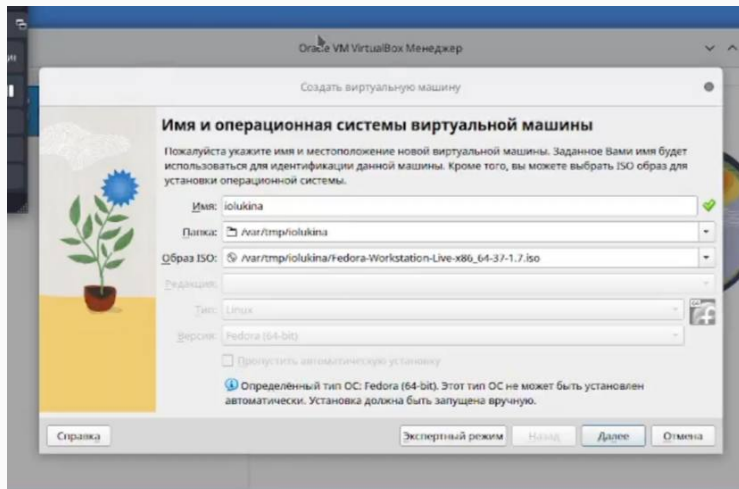 Oracle VM VirtualBox Менеджер
Создать виртуальную машину
Имя и операционная системы виртуальной машины
Пожалуйста укажите имя и местоположение новой виртуальной машины. Заданное Вами имя будет
использоваться для идентификации данной машины. Кроме того, вы можете выбрать ISO образ для
установки операционной системы.
Имя: iolukina
Папка: /var/tmp/iolukina
Образ ISO: /var/tmp/iolukina/Fedora-Workstation-Live-x86_64-37-1.7.iso
Редакция:
Тип: Linux
Версия: Fedora (64-bit)
Пропустить автоматическую установку
Определённый тип ОС: Fedora (64-bit). Этот тип ОС не может быть установлен
автоматически. Установка должна быть запущена вручную.
Справка Экспертный режим Назад Далее Отмена